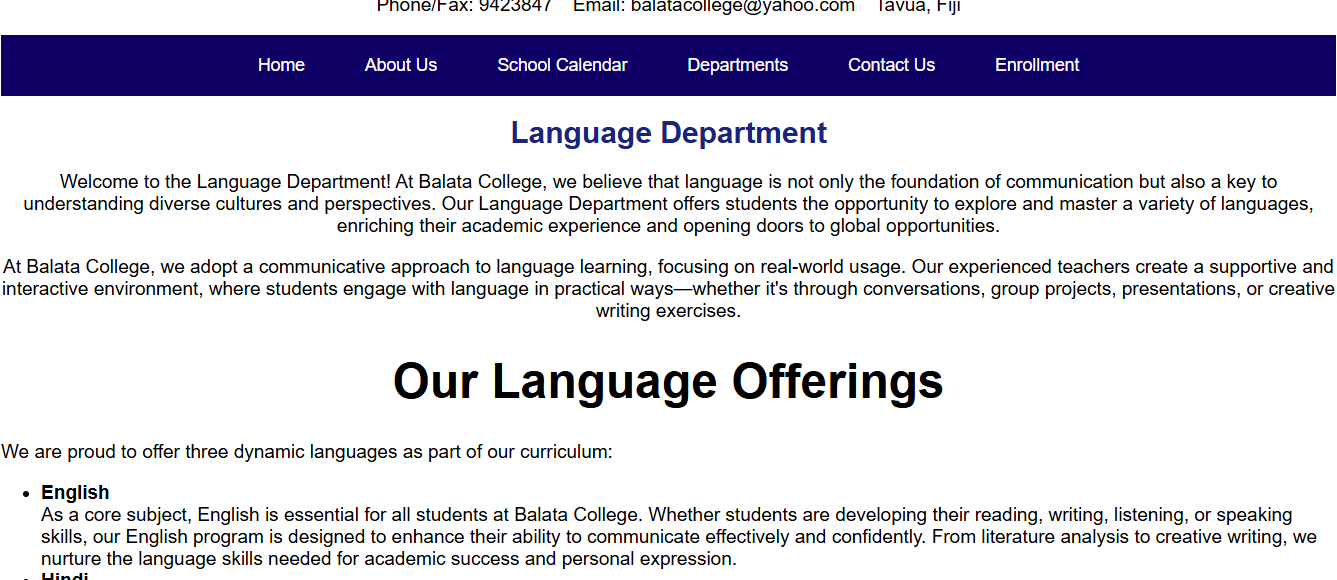 Phone/Fax: 9423847 Email: balatacollege@yahoo.com Tavua, Fiji
Home About Us School Calendar Departments Contact Us Enrollment
Language Department
Welcome to the Language Department! At Balata College, we believe that language is not only the foundation of communication but also a key to
understanding diverse cultures and perspectives. Our Language Department offers students the opportunity to explore and master a variety of languages,
enriching their academic experience and opening doors to global opportunities.
At Balata College, we adopt a communicative approach to language learning, focusing on real-world usage. Our experienced teachers create a supportive and
interactive environment, where students engage with language in practical ways—whether it's through conversations, group projects, presentations, or creative
writing exercises.
Our Language Offerings
We are proud to offer three dynamic languages as part of our curriculum:
• English
As a core subject, English is essential for all students at Balata College. Whether students are developing their reading, writing, listening, or speaking
skills, our English program is designed to enhance their ability to communicate effectively and confidently. From literature analysis to creative writing, we
nurture the language skills needed for academic success and personal expression.
• Hindi